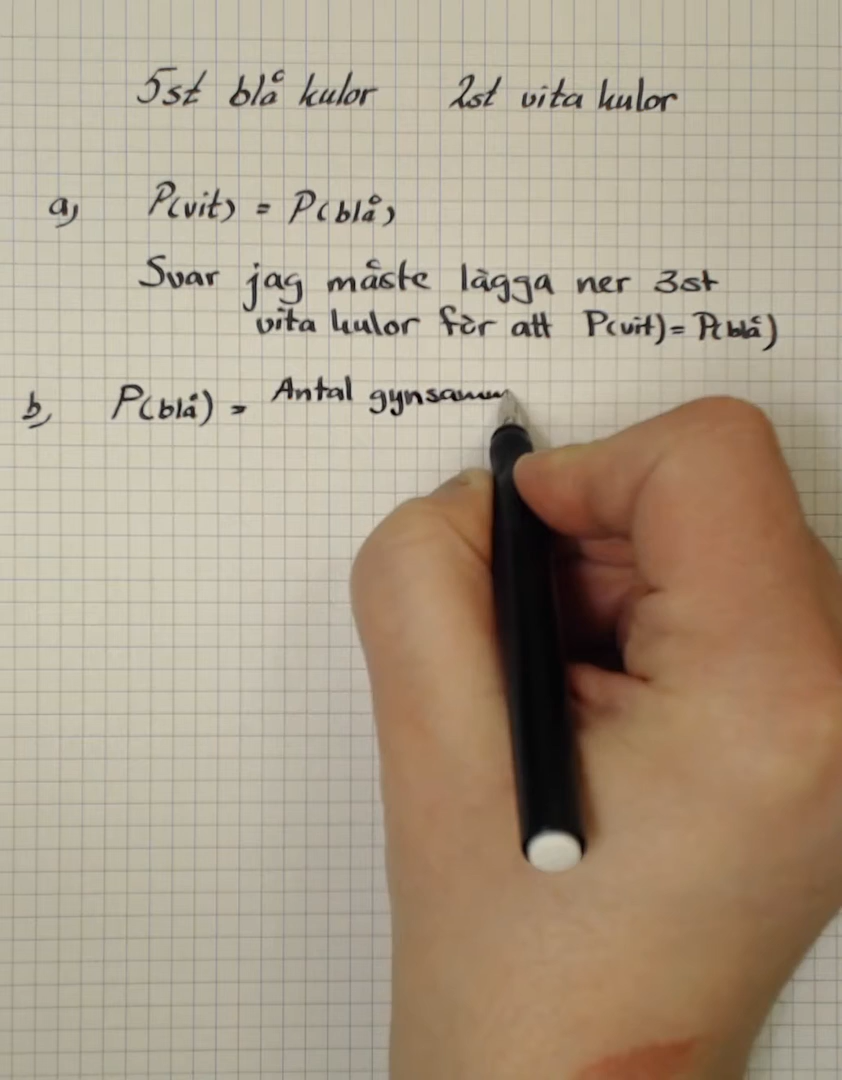 5st blå kulor 2st vita kulor
a) P(vit) = P(blå)
Svar jag måste lägga ner 3st
vita kulor för att P(vit) = P(blå)
b) P(blå) = Antal gynsamm